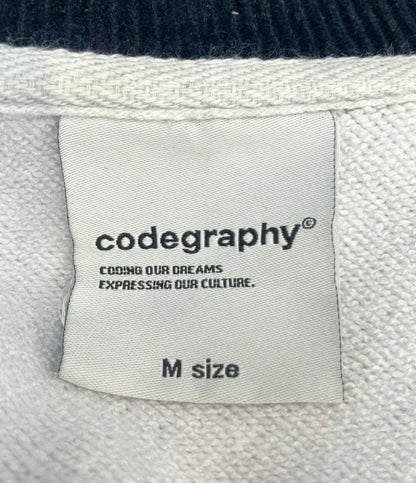 codegraphy©
CODING OUR DREAMS
EXPRESSING OUR CULTURE.
M size